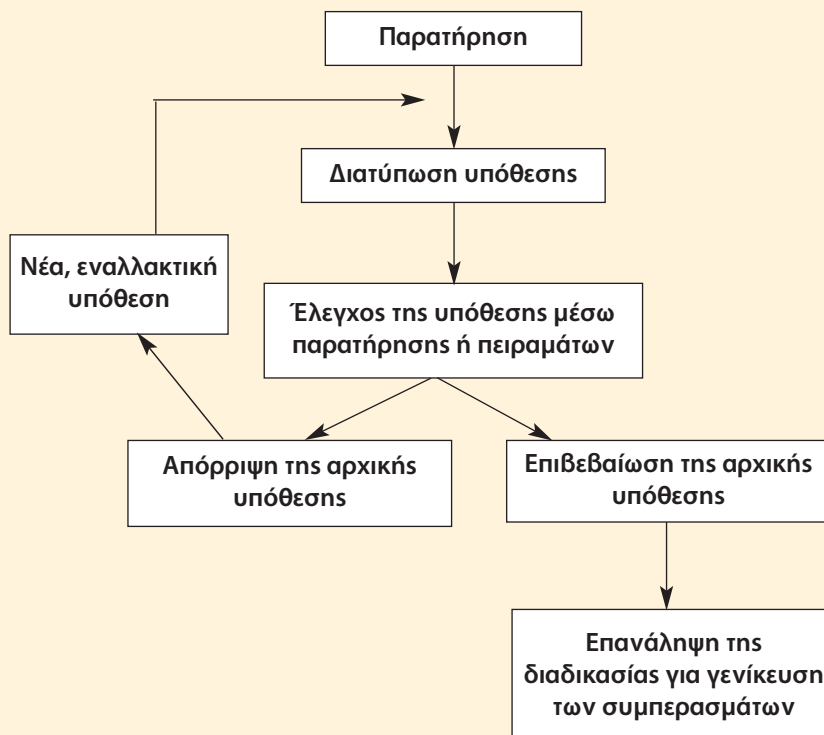 Παρατήρηση
Διατύπωση υπόθεσης
Νέα, εναλλακτική
υπόθεση
Έλεγχος της υπόθεσης μέσω
παρατήρησης ή πειραμάτων
Απόρριψη της αρχικής
υπόθεσης
Επιβεβαίωση της αρχικής
υπόθεσης
Επανάληψη της
διαδικασίας για γενίκευση
των συμπερασμάτων